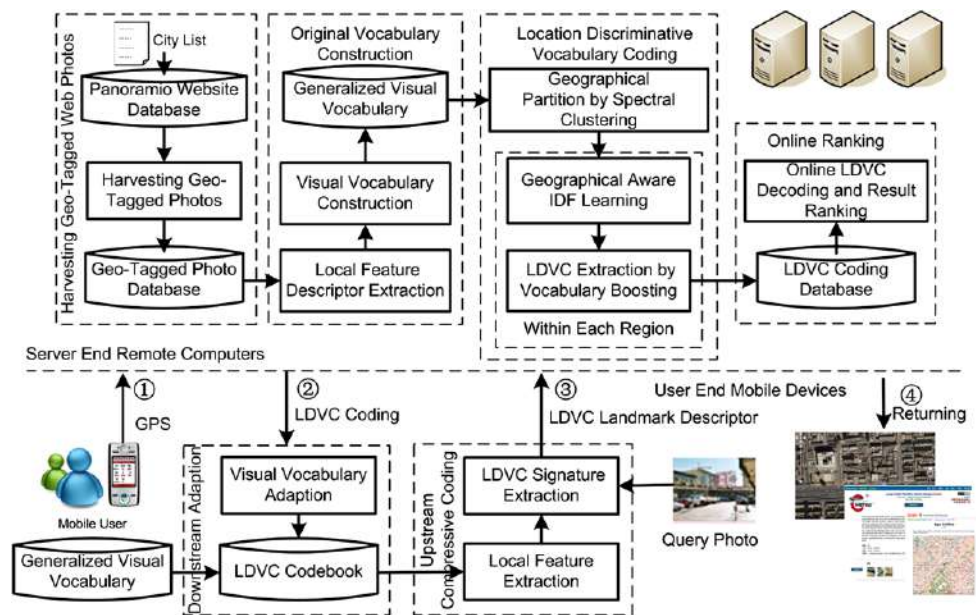 City List
Panoramio Website
Database
Harvesting Geo-
Tagged Photos
Geo-Tagged Photo
Database
Harvesting Geo-Tagged Web Photos
Original Vocabulary
Construction
Generalized Visual
Vocabulary
Visual Vocabulary
Construction
Local Feature
Descriptor Extraction
Location Discriminative
Vocabulary Coding
Geographical
Partition by Spectral
Clustering
Geographical Aware
IDF Learning
LDVC Extraction by
Vocabulary Boosting
Within Each Region
Online Ranking
Online LDVC
Decoding and Result
Ranking
LDVC Coding
Database
Server End Remote Computers
User End Mobile Devices
①
GPS
Mobile User
Generalized Visual
Vocabulary
②
LDVC Coding
Downstream Adaption
Visual Vocabulary
Adaption
LDVC Codebook
③
LDVC Landmark Descriptor
Upstream
Compressive Coding
LDVC Signature
Extraction
Local Feature
Extraction
Query Photo
④
Returning